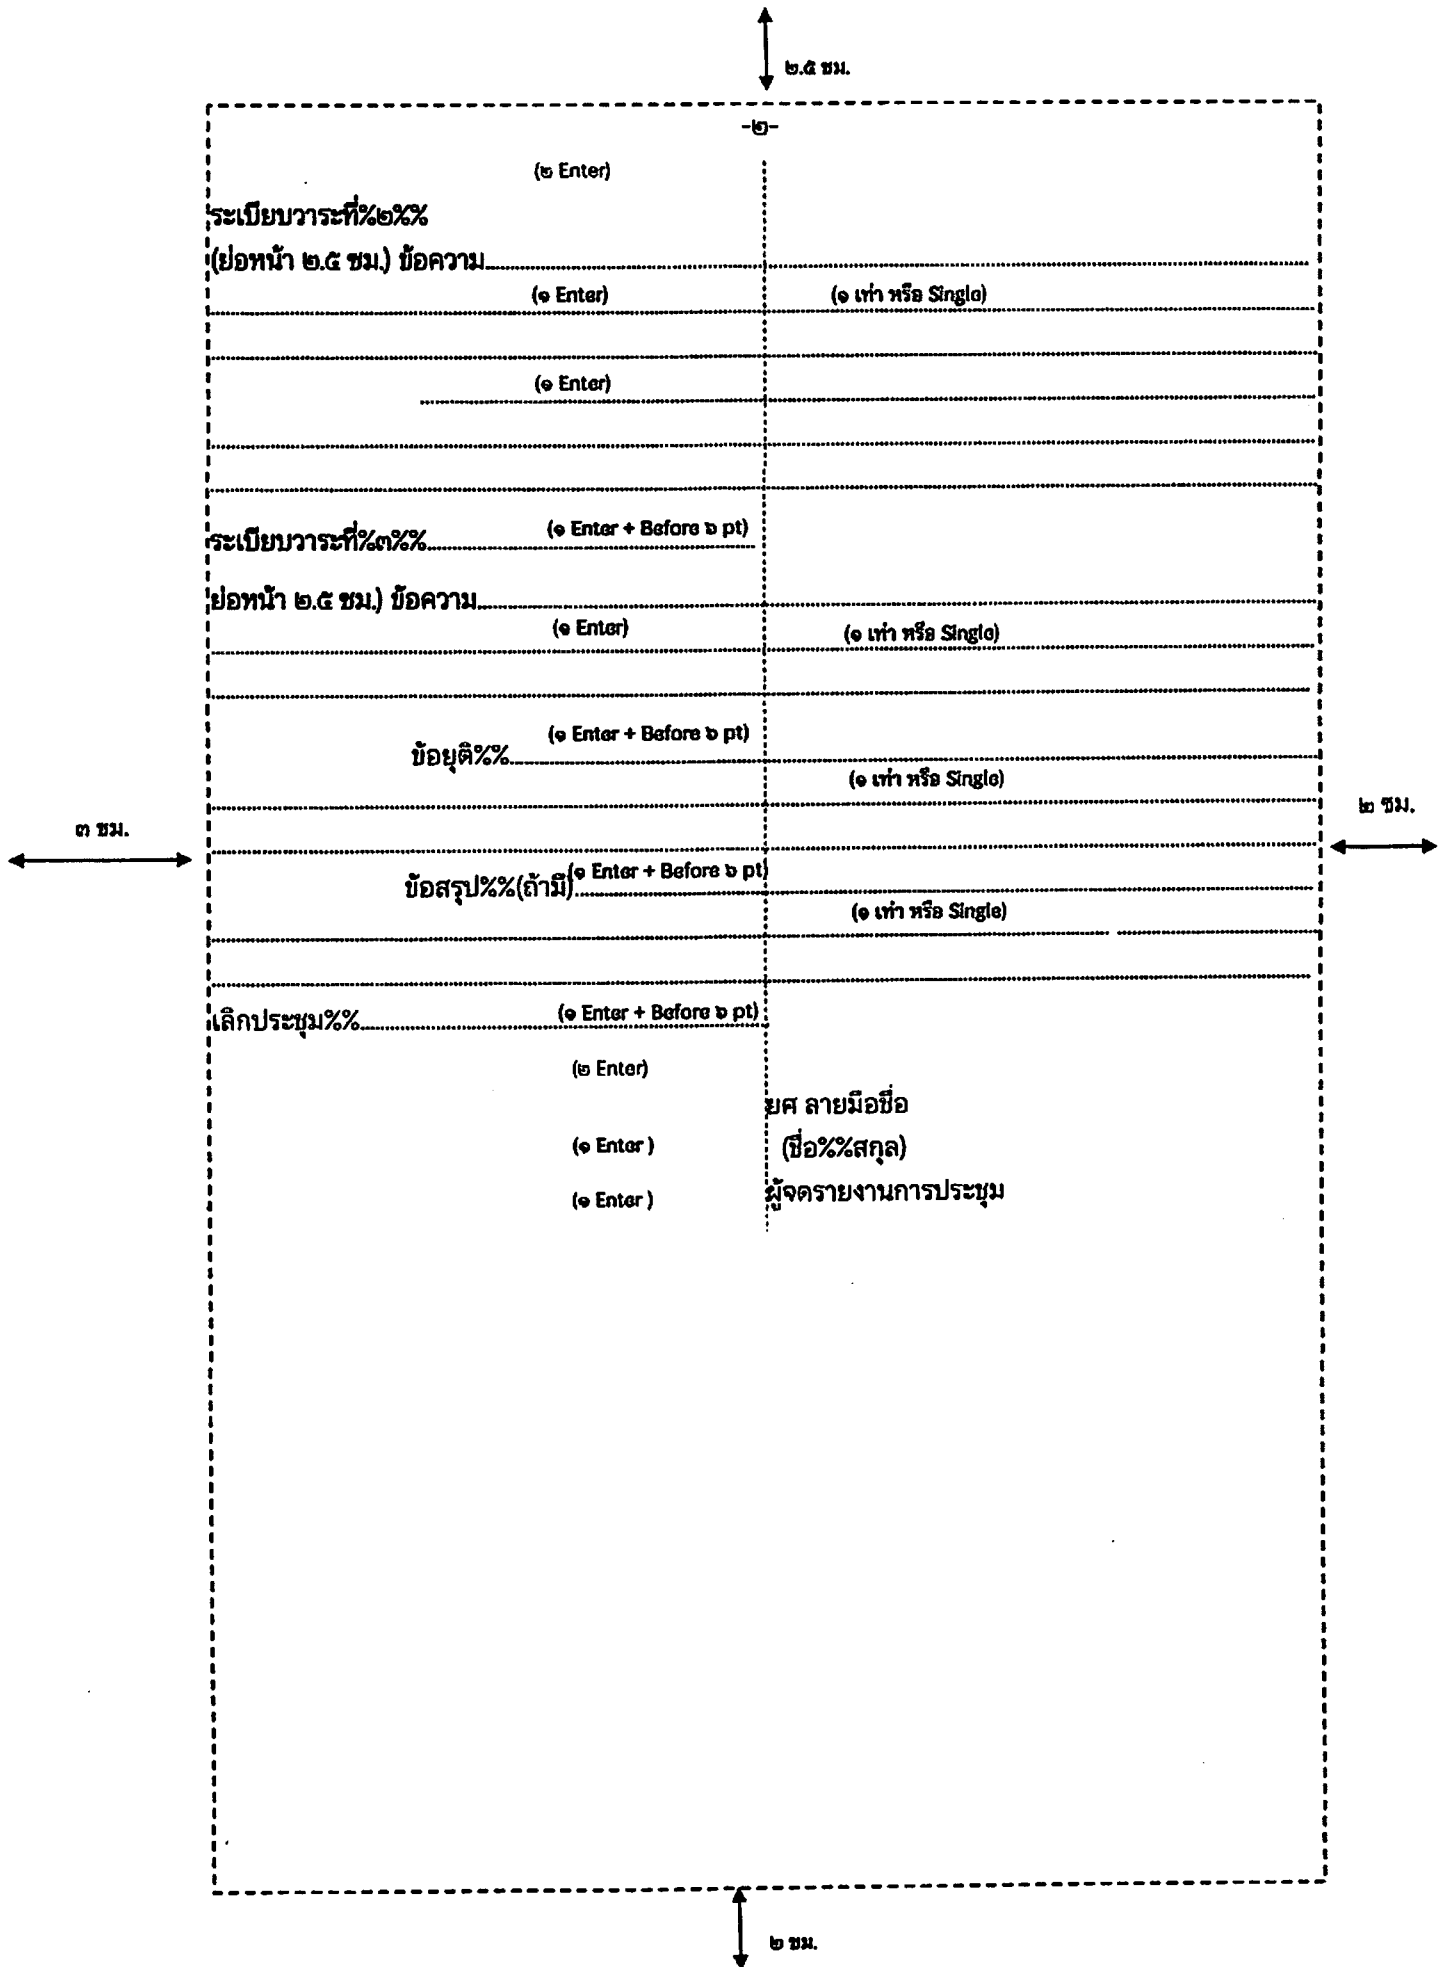 ๒.๕ ซม.
-๒-
(๒ Enter)
ระเบียบวาระที่%๒%%
(ย่อหน้า ๒.๕ ซม.) ข้อความ
(๑ Enter) (๑ เท่า หรือ Single)
(๑ Enter)
ระเบียบวาระที่%๓%% (๑ Enter + Before ๖ pt)
ย่อหน้า ๒.๕ ซม.) ข้อความ
(๑ Enter) (๑ เท่า หรือ Single)
ข้อยุติ%% (๑ Enter + Before ๖ pt)
(๑ เท่า หรือ Single)
๓ ซม. ๒ ซม.
ข้อสรุป%%(ถ้ามี) (๑ Enter + Before ๖ pt)
(๑ เท่า หรือ Single)
เลิกประชุม%% (๑ Enter + Before ๖ pt)
(๒ Enter)
ยศ ลายมือชื่อ
(๑ Enter ) (ชื่อ%%สกุล)
(๑ Enter ) ผู้จดรายงานการประชุม
๒ ซม.